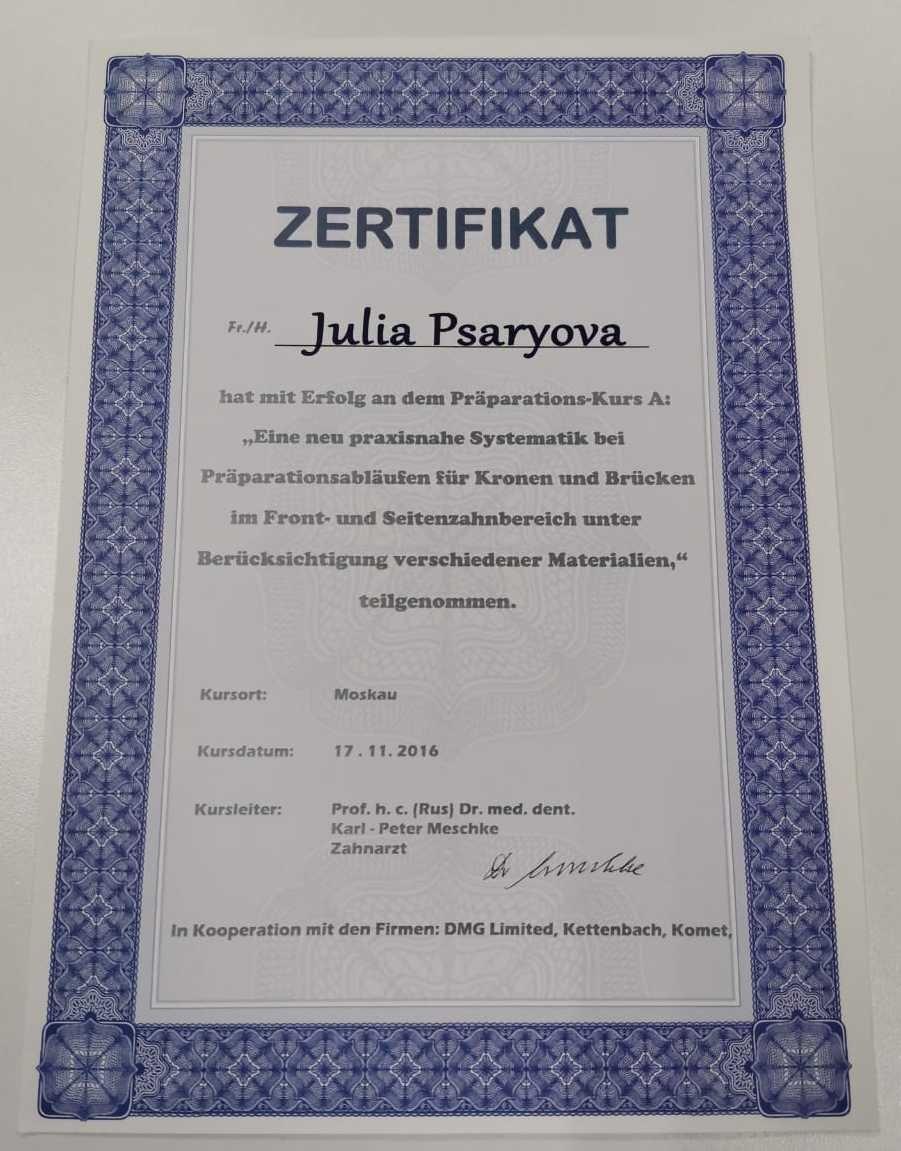 ZERTIFIKAT
Fr./H. Julia Psaryova
hat mit Erfolg an dem Präparations-Kurs A:
„Eine neu praxisnahe Systematik bei
Präparationsabläufen für Kronen und Brücken
im Front- und Seitenzahnbereich unter
Berücksichtigung verschiedener Materialien,“
teilgenommen.
Kursort: Moskau
Kursdatum: 17 . 11. 2016
Kursleiter: Prof. h. c. (Rus) Dr. med. dent.
Karl - Peter Meschke
Zahnarzt
In Kooperation mit den Firmen: DMG Limited, Kettenbach, Komet,